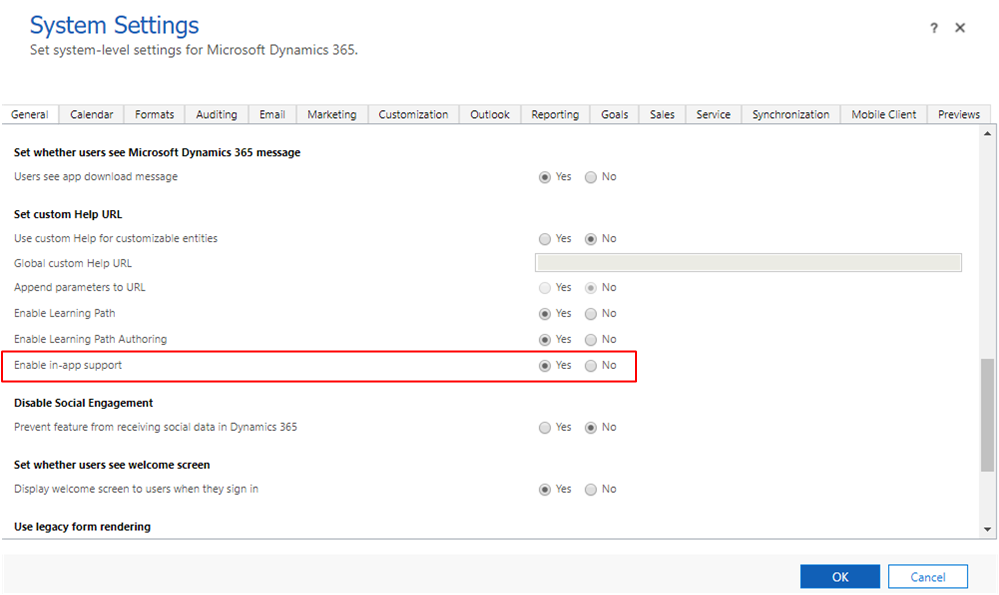 System Settings
Set system-level settings for Microsoft Dynamics 365.
?
General Calendar Formats Auditing Email Marketing Customization Outlook Reporting Goals Sales Service Synchronization Mobile Client Previews
Set whether users see Microsoft Dynamics 365 message
Users see app download message Yes No
Set custom Help URL
Use custom Help for customizable entities Yes No
Global custom Help URL
Append parameters to URL Yes No
Enable Learning Path Yes No
Enable Learning Path Authoring Yes No
Enable in-app support Yes No
Disable Social Engagement
Prevent feature from receiving social data in Dynamics 365 Yes No
Set whether users see welcome screen
Display welcome screen to users when they sign in Yes No
Use legacy form rendering
OK Cancel